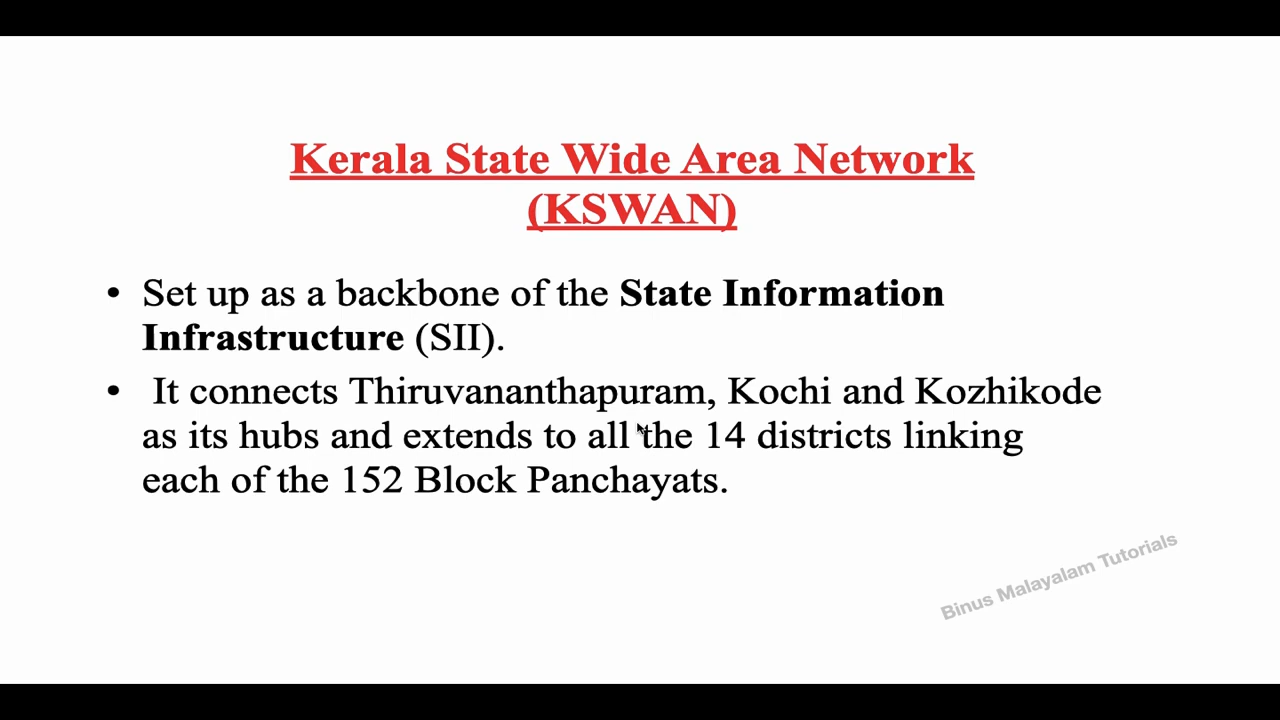 Kerala State Wide Area Network
(KSWAN)
• Set up as a backbone of the State Information
Infrastructure (SII).
• It connects Thiruvananthapuram, Kochi and Kozhikode
as its hubs and extends to all the 14 districts linking
each of the 152 Block Panchayats.
Binus Malayalam Tutorials